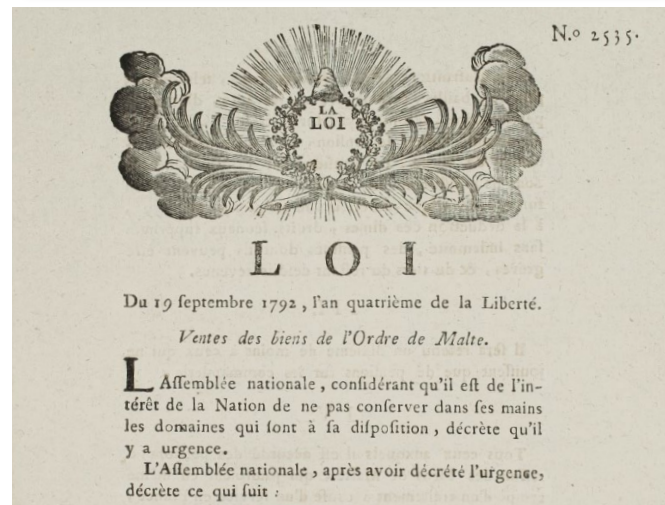 N.º 2535.
LA
LOI
LOI
Du 19 ſeptembre 1792, l'an quatrième de la Liberté.
Ventes des biens de l'Ordre de Malte.
L Aſſemblée nationale, conſidérant qu'il eſt de l'in-
térêt de la Nation de ne pas conſerver dans ſes mains
les domaines qui ſont à ſa diſpoſition, décrète qu'il
y a urgence.
L'Aſſemblée nationale, après avoir décrété l'urgence,
décrète ce qui ſuit :